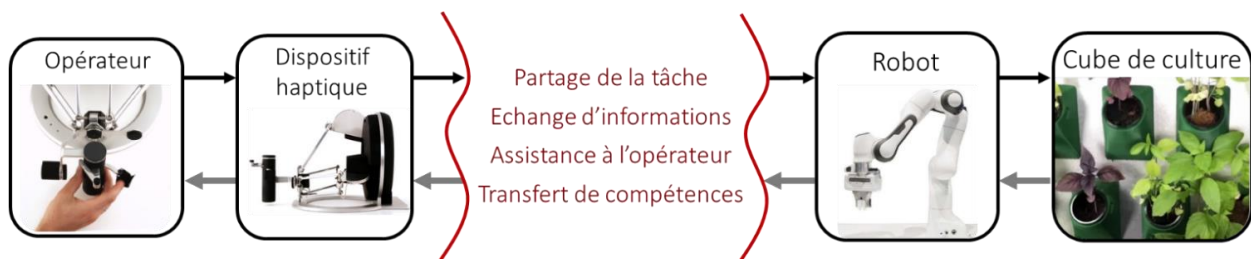 Opérateur
Dispositif
haptique
Partage de la tâche
Echange d’informations
Assistance à l’opérateur
Transfert de compétences
Robot
Cube de culture